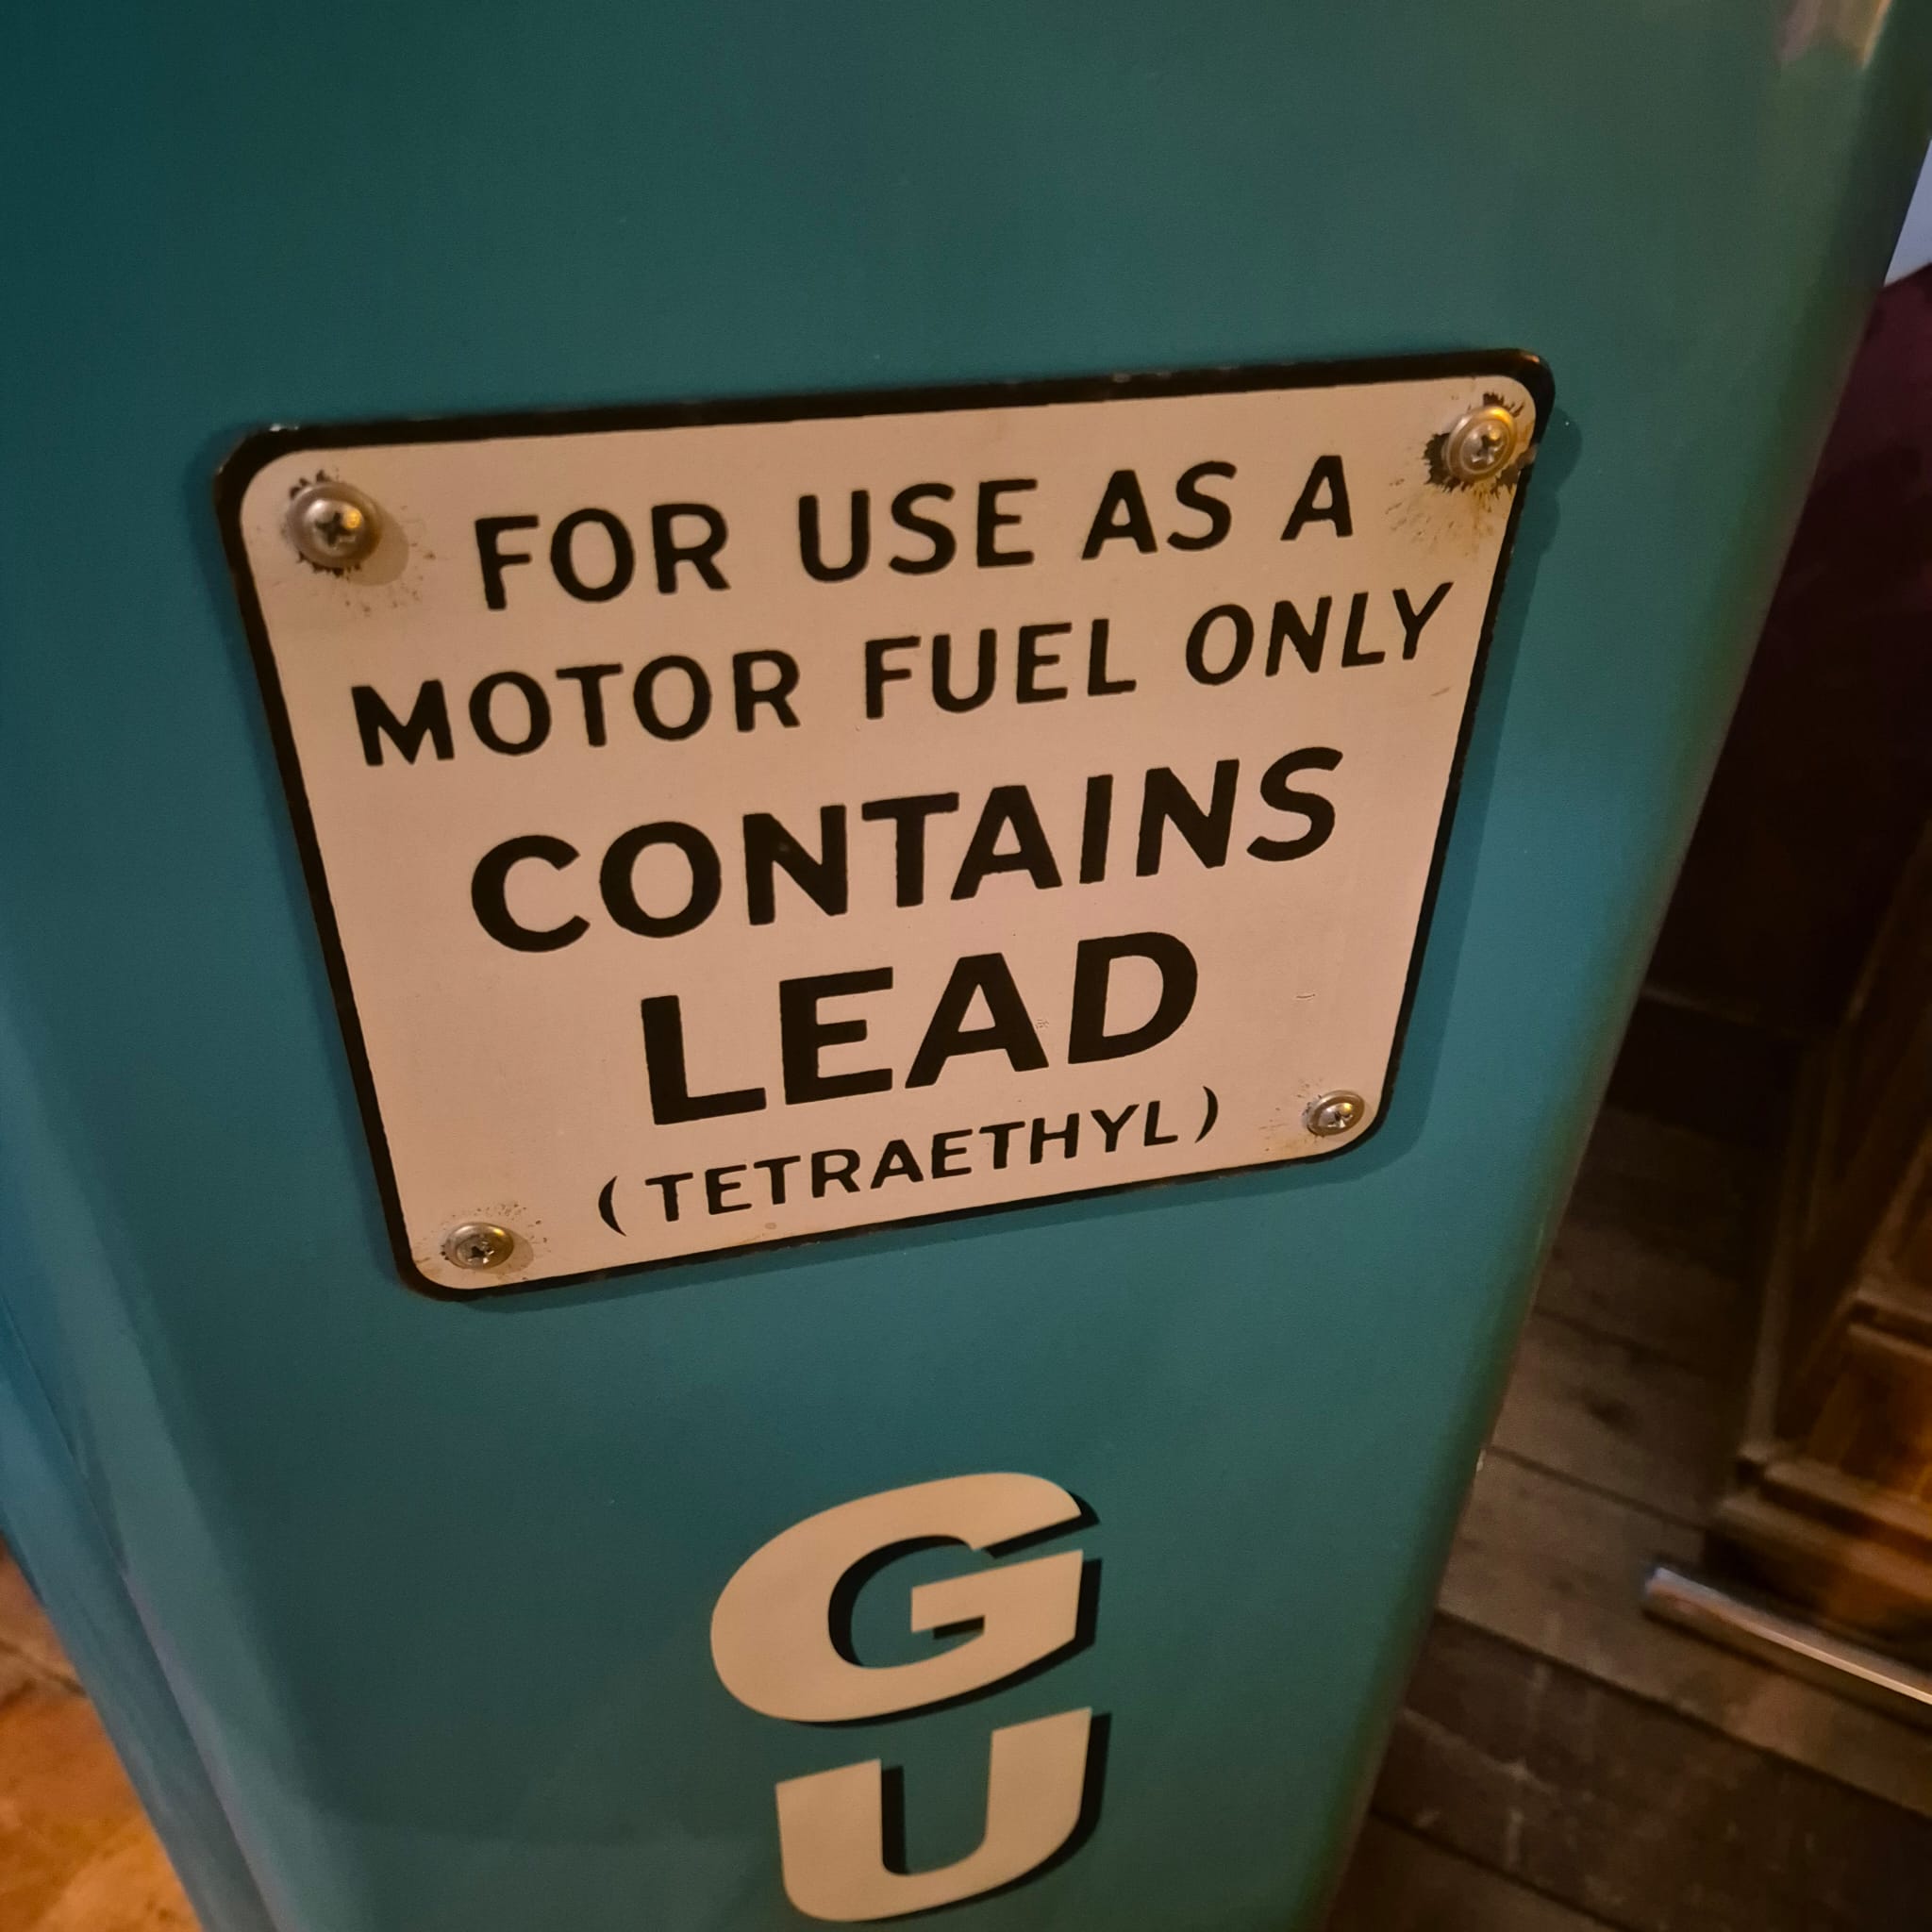 FOR USE AS A
MOTOR FUEL ONLY
CONTAINS
LEAD
(TETRAETHYL)
G
U